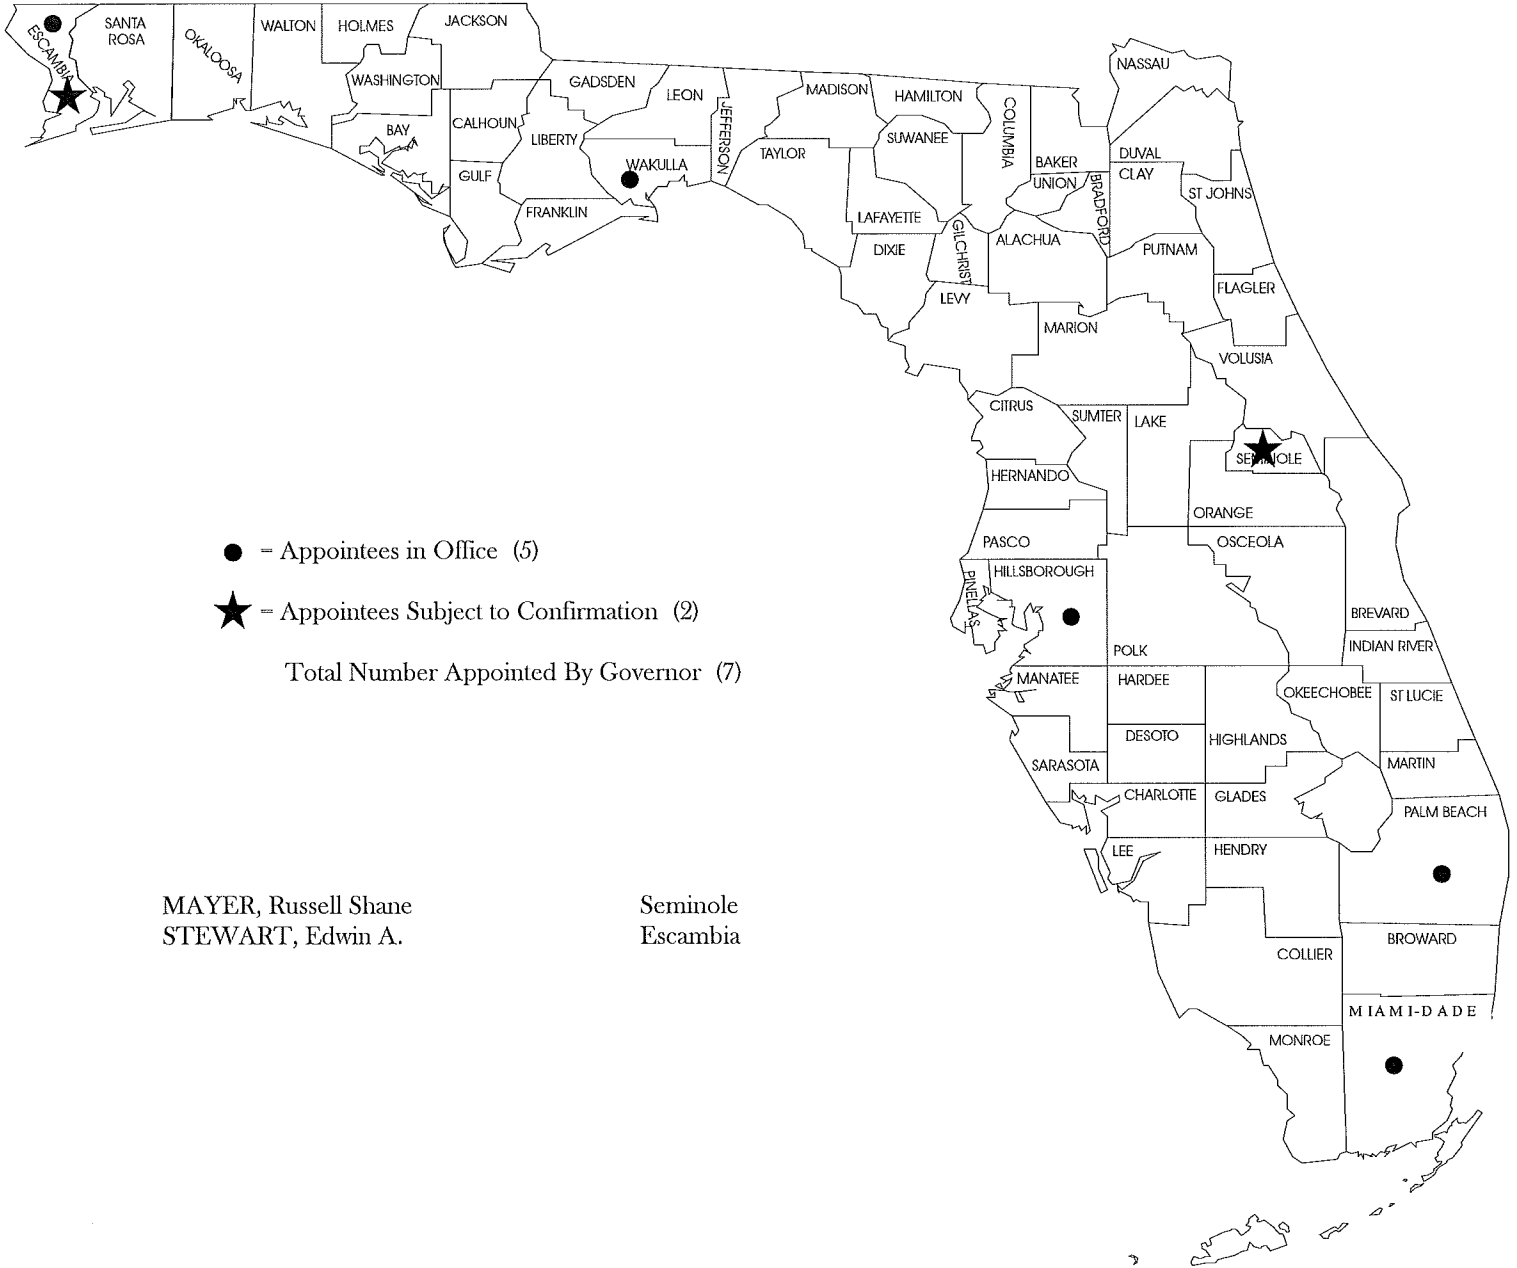 SANTA
ROSA
ESCAMBIA
OKALOOSA
WALTON
HOLMES
JACKSON
WASHINGTON
BAY
CALHOUN
GULF
GADSDEN
LIBERTY
FRANKLIN
LEON
WAKULLA
JEFFERSON
MADISON
TAYLOR
HAMILTON
SUWANEE
LAFAYETTE
DIXIE
COLUMBIA
GILCHRIST
BAKER
UNION
BRADFORD
ALACHUA
LEVY
NASSAU
DUVAL
CLAY
ST JOHNS
PUTNAM
FLAGLER
MARION
VOLUSIA
CITRUS
SUMTER
LAKE
SEMINOLE
HERNANDO
ORANGE
PASCO
OSCEOLA
PINELLAS
HILLSBOROUGH
POLK
BREVARD
INDIAN RIVER
MANATEE
HARDEE
OKEECHOBEE
ST LUCIE
DESOTO
HIGHLANDS
SARASOTA
MARTIN
CHARLOTTE
GLADES
PALM BEACH
LEE
HENDRY
BROWARD
COLLIER
MIAMI-DADE
MONROE
= Appointees in Office (5)
= Appointees Subject to Confirmation (2)
Total Number Appointed By Governor (7)
MAYER, Russell Shane Seminole
STEWART, Edwin A. Escambia